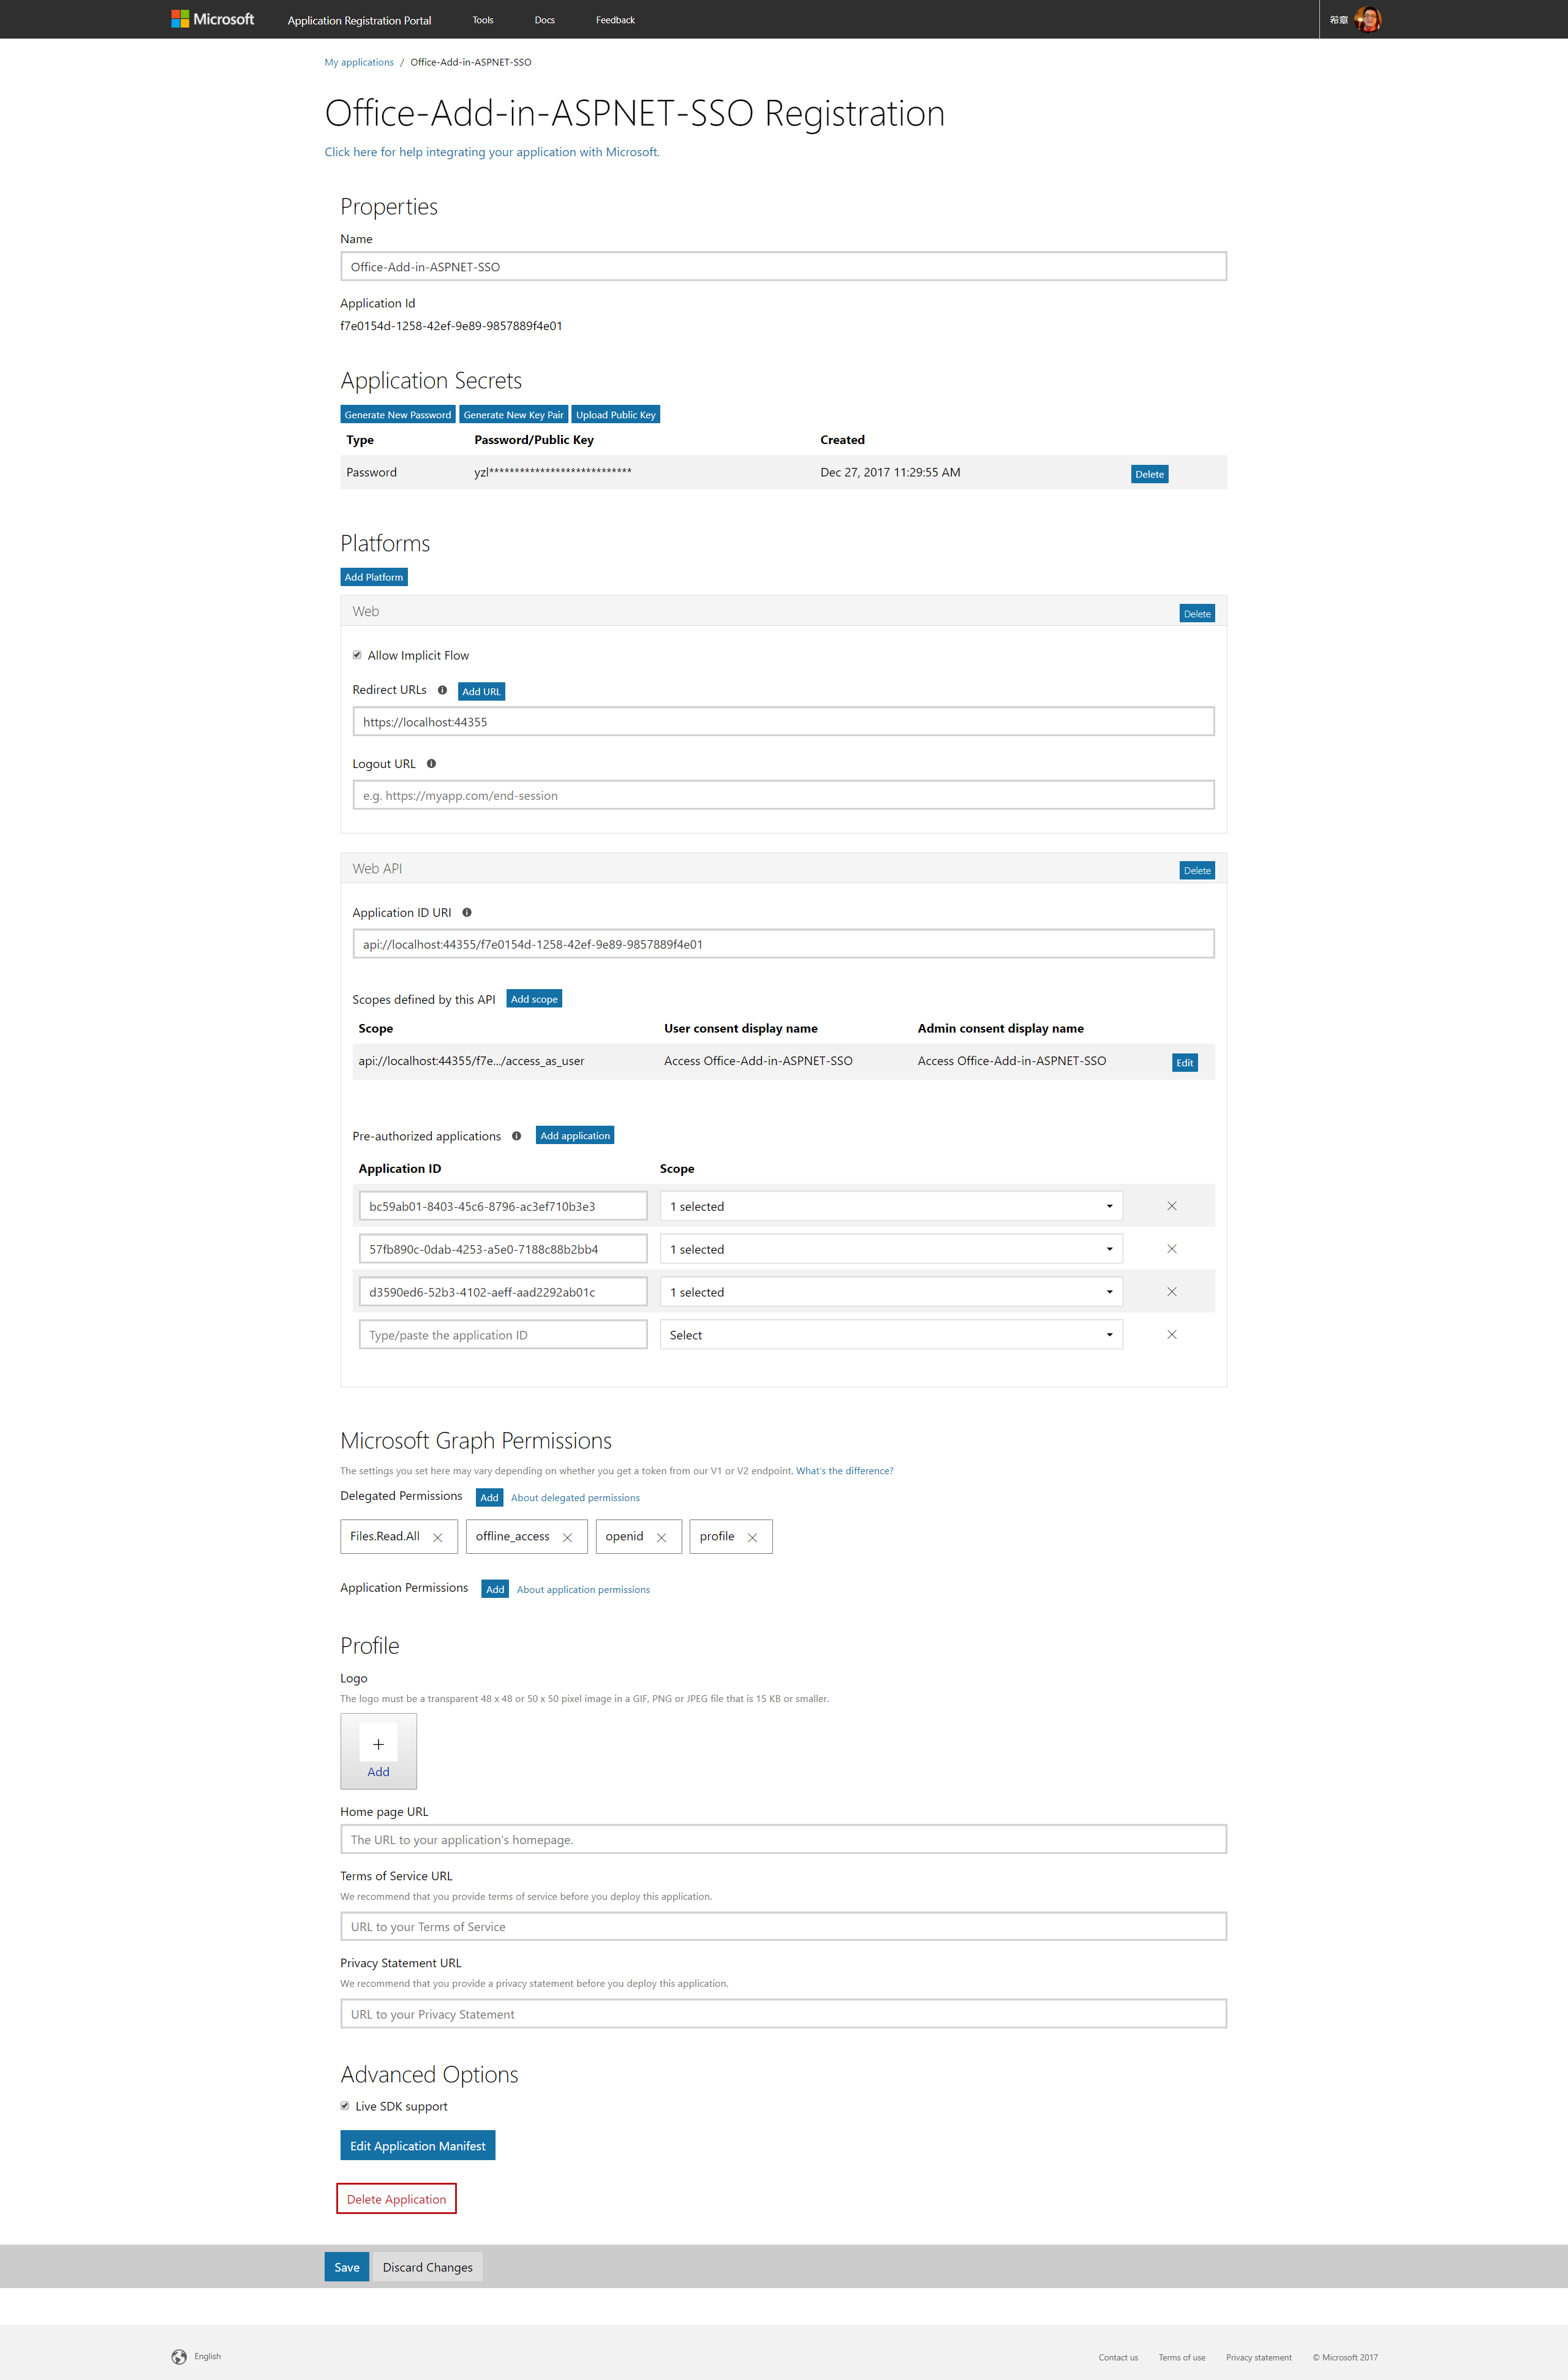 Microsoft Application Registration Portal Tools Docs Feedback 希章
My applications / Office-Add-in-ASPNET-SSO
Office-Add-in-ASPNET-SSO Registration
Click here for help integrating your application with Microsoft.
Properties
Name
Office-Add-in-ASPNET-SSO
Application Id
f7e0154d-1258-42ef-9e89-9857889f4e01
Application Secrets
Generate New Password Generate New Key Pair Upload Public Key
Type Password/Public Key Created
Password yzl**************************** Dec 27, 2017 11:29:55 AM Delete
Platforms
Add Platform
Web Delete
Allow Implicit Flow
Redirect URLs Add URL
https://localhost:44355
Logout URL
e.g. https://myapp.com/end-session
Web API Delete
Application ID URI
api://localhost:44355/f7e0154d-1258-42ef-9e89-9857889f4e01
Scopes defined by this API Add scope
Scope User consent display name Admin consent display name
api://localhost:44355/f7e.../access_as_user Access Office-Add-in-ASPNET-SSO Access Office-Add-in-ASPNET-SSO Edit
Pre-authorized applications Add application
Application ID Scope
bc59ab01-8403-45c6-8796-ac3ef710b3e3 1 selected
57fb890c-0dab-4253-a5e0-7188c88b2bb4 1 selected
d3590ed6-52b3-4102-aeff-aad2292ab01c 1 selected
Type/paste the application ID Select
Microsoft Graph Permissions
The settings you set here may vary depending on whether you get a token from our V1 or V2 endpoint. What's the difference?
Delegated Permissions Add About delegated permissions
Files.Read.All offline_access openid profile
Application Permissions Add About application permissions
Profile
Logo
The logo must be a transparent 48 x 48 or 50 x 50 pixel image in a GIF, PNG or JPEG file that is 15 KB or smaller.
Add
Home page URL
The URL to your application's homepage.
Terms of Service URL
We recommend that you provide terms of service before you deploy this application.
URL to your Terms of Service
Privacy Statement URL
We recommend that you provide a privacy statement before you deploy this application.
URL to your Privacy Statement
Advanced Options
Live SDK support
Edit Application Manifest
Delete Application
Save Discard Changes
English Contact us Terms of use Privacy statement © Microsoft 2017